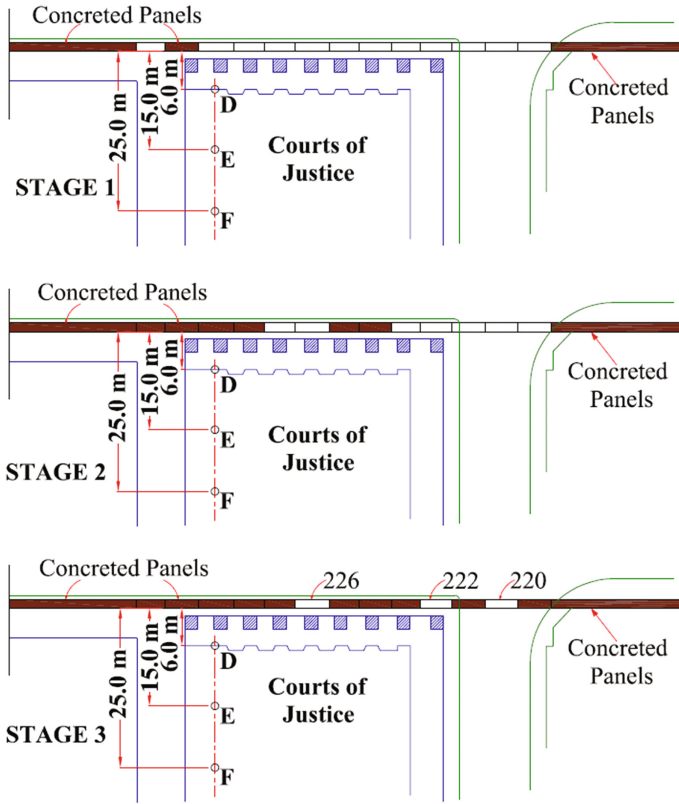 Concreted Panels
25.0 m
15.0 m
6.0 m
D
Concreted
Panels
E
Courts of
Justice
STAGE 1
F
Concreted Panels
25.0 m
15.0 m
6.0 m
D
Concreted
Panels
E
Courts of
Justice
STAGE 2
F
Concreted Panels
226
222
220
25.0 m
15.0 m
6.0 m
D
Concreted
Panels
E
Courts of
Justice
STAGE 3
F